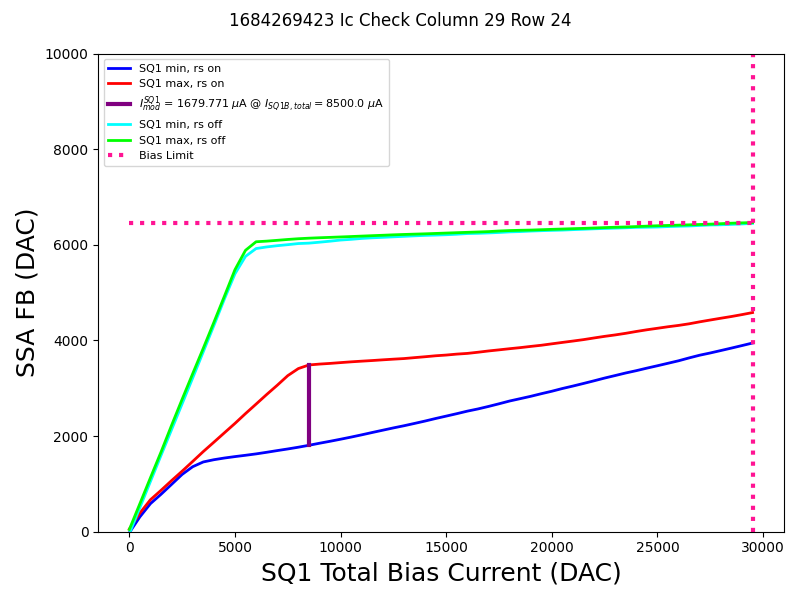 1684269423 Ic Check Column 29 Row 24
SQ1 min, rs on
SQ1 max, rs on
I_{mod}^{SQ1} = 1679.771 μA @ I_{SQ1B, total} = 8500.0 μA
SQ1 min, rs off
SQ1 max, rs off
Bias Limit
10000
8000
6000
4000
2000
0
SSA FB (DAC)
0 5000 10000 15000 20000 25000 30000
SQ1 Total Bias Current (DAC)